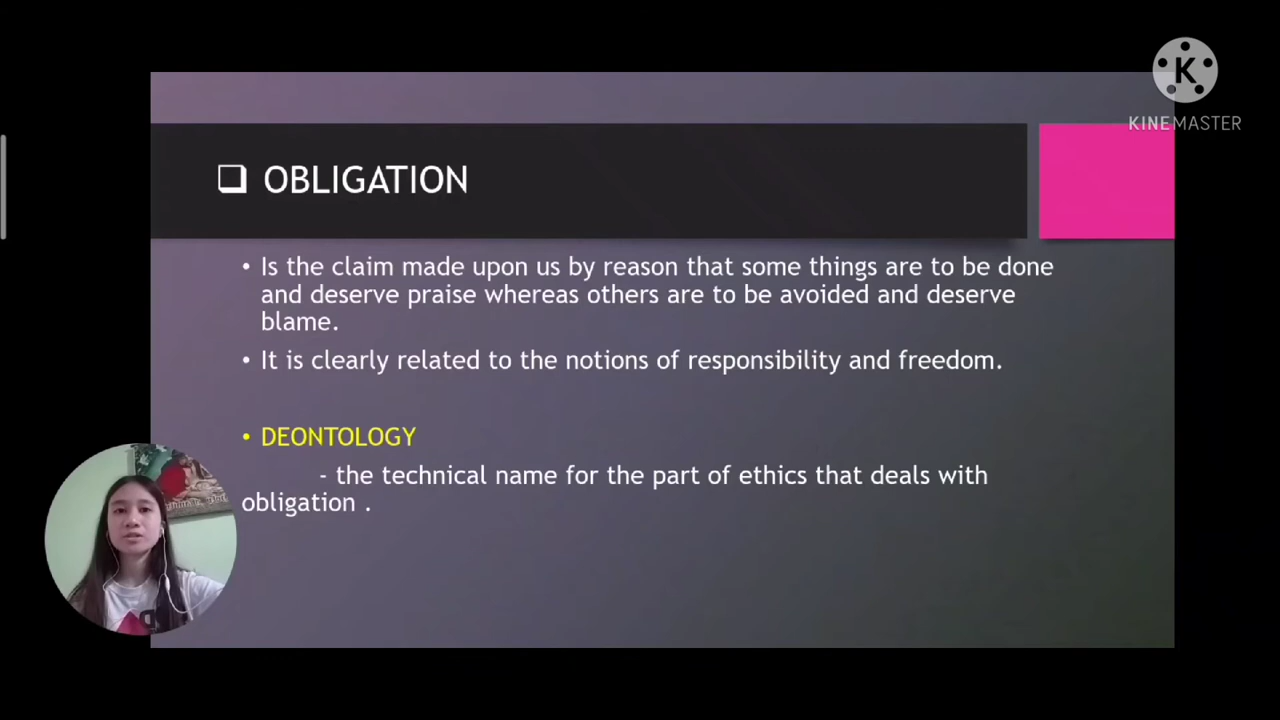 K
KINEMASTER
❑ OBLIGATION
• Is the claim made upon us by reason that some things are to be done
and deserve praise whereas others are to be avoided and deserve
blame.
• It is clearly related to the notions of responsibility and freedom.
• DEONTOLOGY
- the technical name for the part of ethics that deals with
obligation .